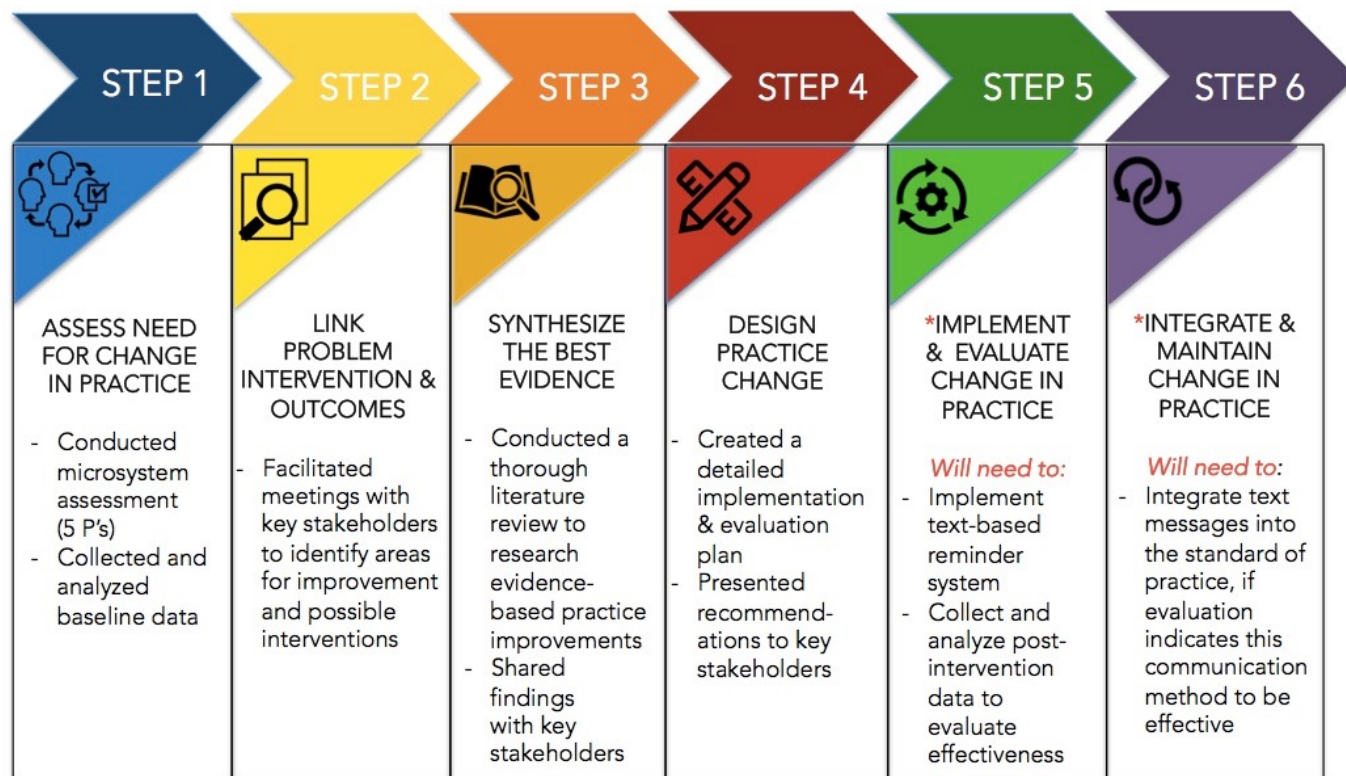 STEP 1
STEP 2
STEP 3
STEP 4
STEP 5
STEP 6
ASSESS NEED
FOR CHANGE
IN PRACTICE
- Conducted
microsystem
assessment
(5 P's)
- Collected and
analyzed
baseline data
LINK
PROBLEM
INTERVENTION &
OUTCOMES
- Facilitated
meetings with
key stakeholders
to identify areas
for improvement
and possible
interventions
SYNTHESIZE
THE BEST
EVIDENCE
- Conducted a
thorough
literature
review to
research
evidence-
based practice
improvements
- Shared
findings
with key
stakeholders
DESIGN
PRACTICE
CHANGE
- Created a
detailed
implementation
& evaluation
plan
- Presented
recommend-
ations to key
stakeholders
*IMPLEMENT
& EVALUATE
CHANGE IN
PRACTICE
Will need to:
- Implement
text-based
reminder
system
- Collect and
analyze post-
intervention
data to
evaluate
effectiveness
*INTEGRATE &
MAINTAIN
CHANGE IN
PRACTICE
Will need to:
- Integrate text
messages into
the standard of
practice, if
evaluation
indicates this
communication
method to be
effective